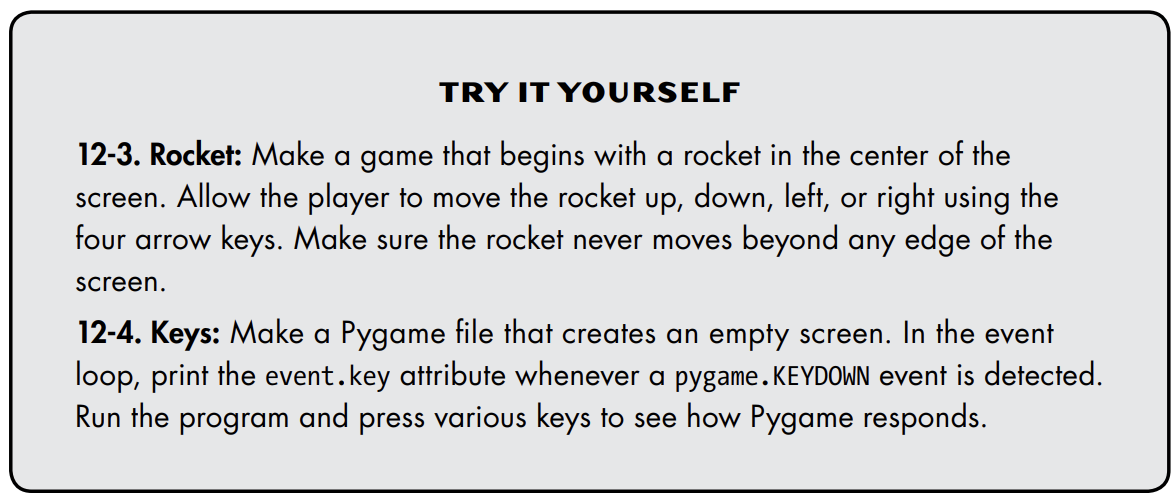 TRY IT YOURSELF
12-3. Rocket: Make a game that begins with a rocket in the center of the
screen. Allow the player to move the rocket up, down, left, or right using the
four arrow keys. Make sure the rocket never moves beyond any edge of the
screen.
12-4. Keys: Make a Pygame file that creates an empty screen. In the event
loop, print the event.key attribute whenever a pygame.KEYDOWN event is detected.
Run the program and press various keys to see how Pygame responds.